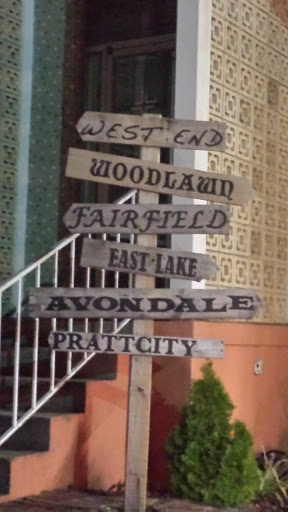 WEST END
WOODLAWN
FAIRFIELD
EAST-LAKE
AVONDALE
PRATTCITY